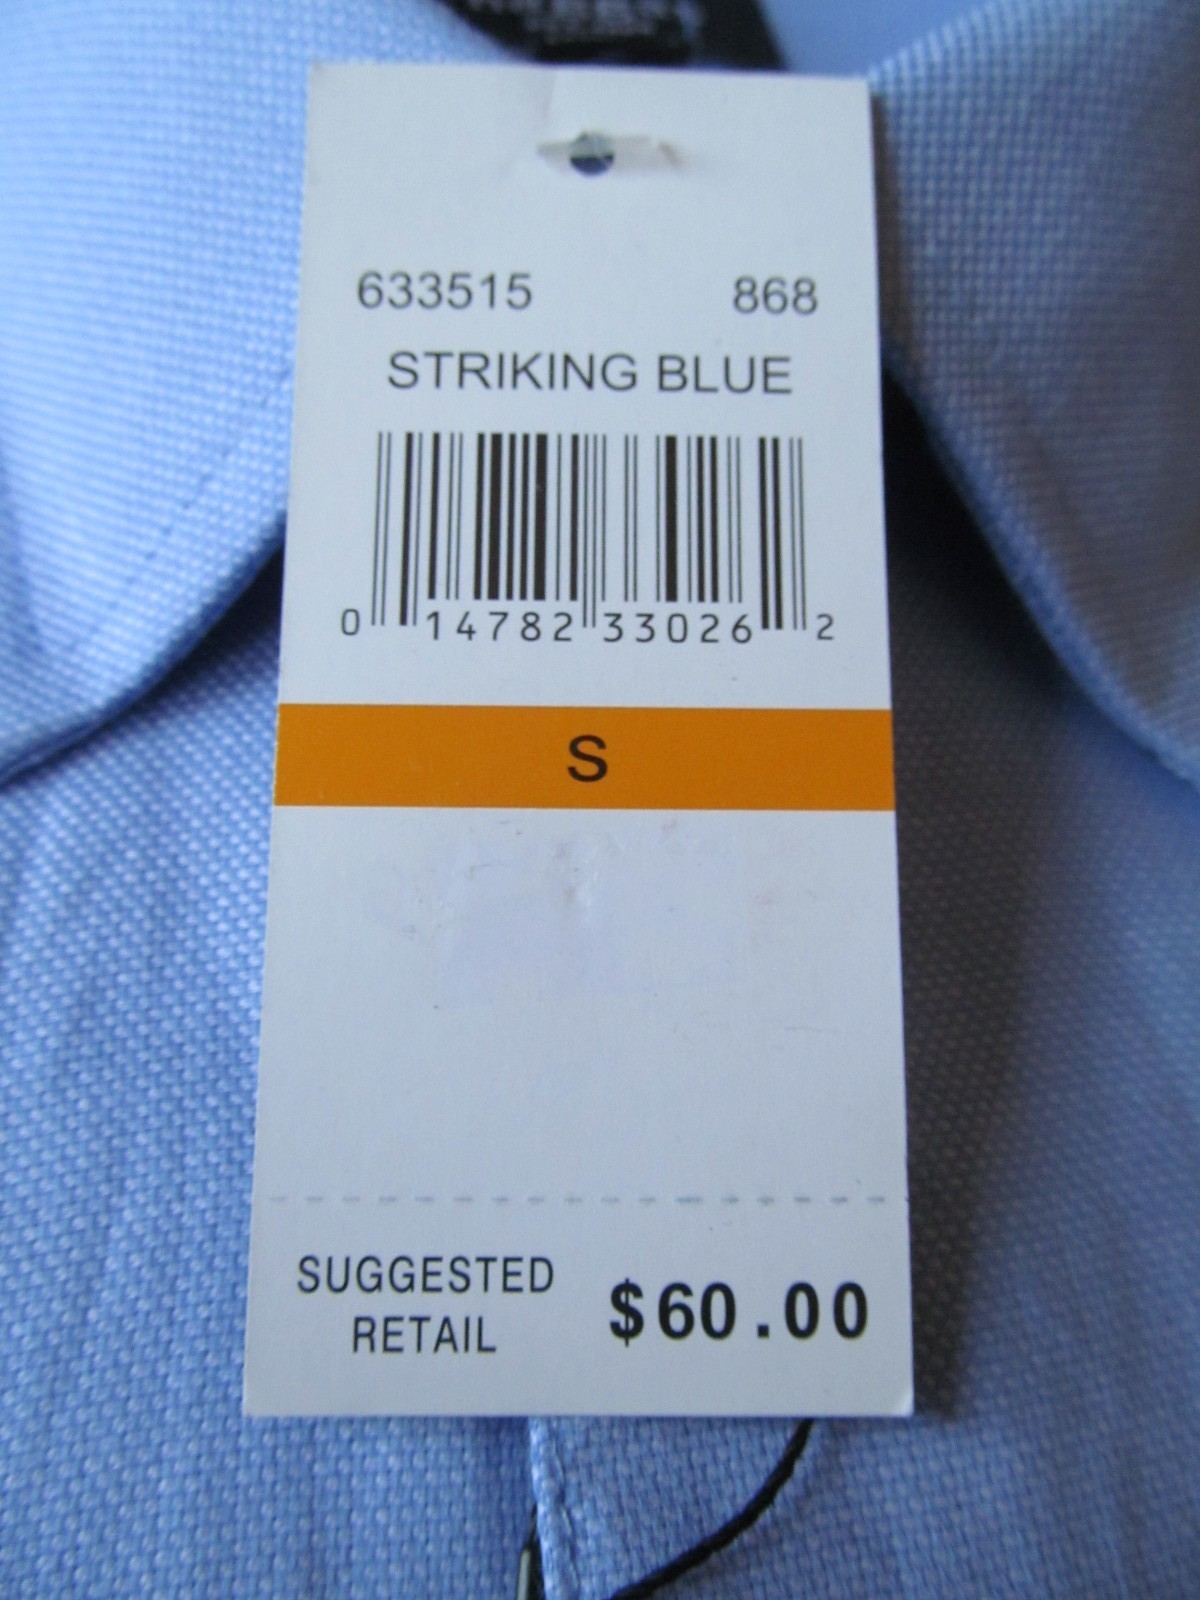 633515 868
STRIKING BLUE
0 14782 33026 2
S
SUGGESTED
RETAIL $60.00